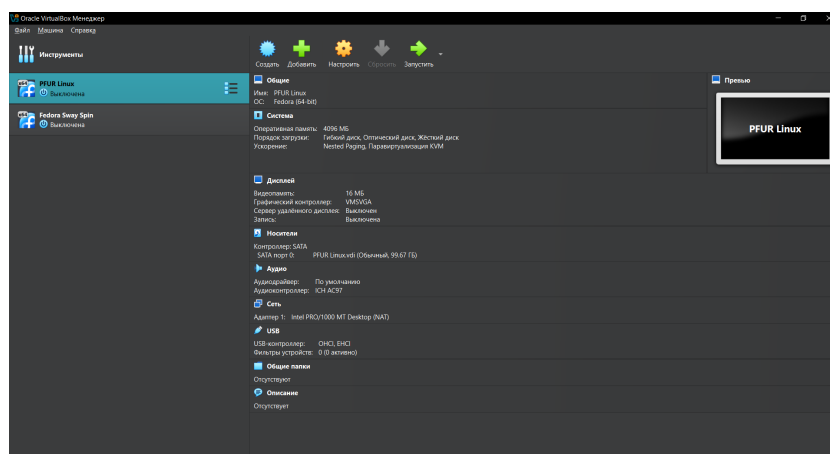 Oracle VirtualBox Менеджер
Файл Машина Справка
Инструменты
Создать Добавить Настроить Сбросить Запустить
PFUR Linux
Выключена
Fedora Sway Spin
Выключена
Общие
Имя: PFUR Linux
ОС: Fedora (64-bit)
Система
Оперативная память: 4096 МБ
Порядок загрузки: Гибкий диск, Оптический диск, Жёсткий диск
Ускорение: Nested Paging, Паравиртуализация KVM
Превью
PFUR Linux
Дисплей
Видеопамять: 16 МБ
Графический контроллер: VMSVGA
Сервер удалённого дисплея: Выключен
Запись: Выключена
Носители
Контроллер: SATA
SATA порт 0: PFUR Linux.vdi (Обычный, 99.67 ГБ)
Аудио
Аудиодрайвер: По умолчанию
Аудиоконтроллер: ICH AC97
Сеть
Адаптер 1: Intel PRO/1000 MT Desktop (NAT)
USB
USB-контроллер: OHCI, EHCI
Фильтры устройств: 0 (0 активно)
Общие папки
Отсутствуют
Описание
Отсутствует